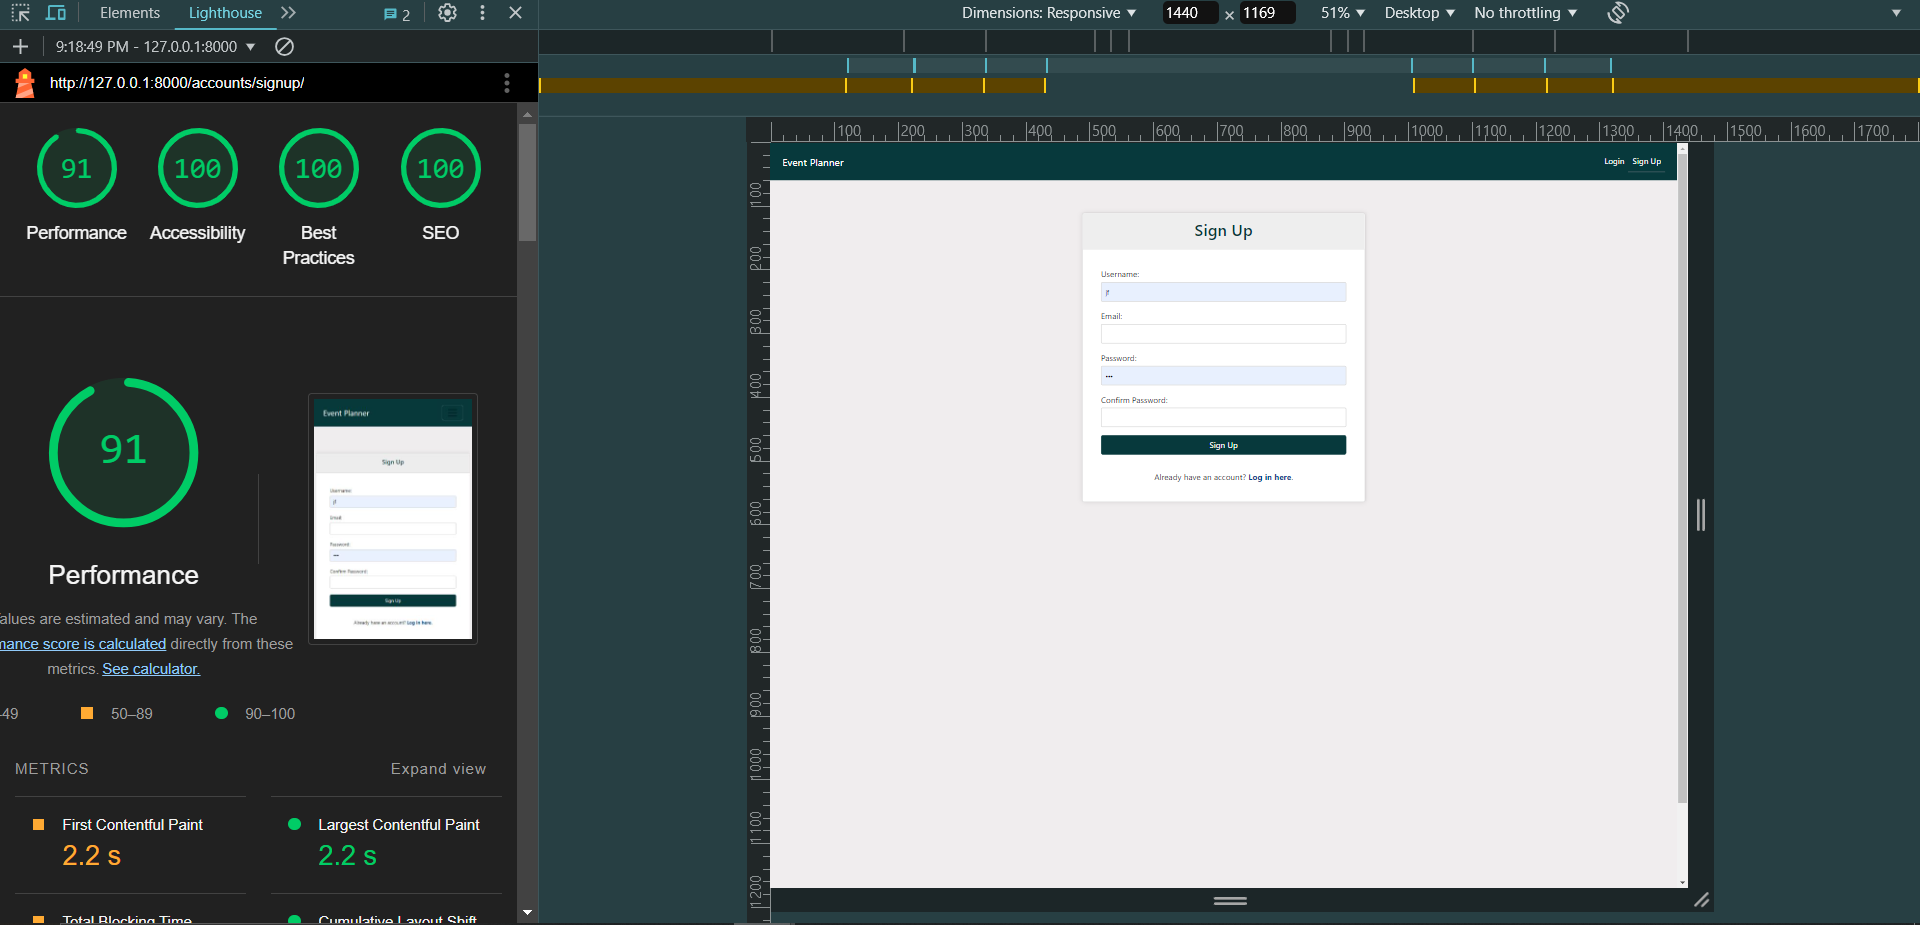 Elements
Lighthouse
2
Dimensions: Responsive
1440
x
1169
51%
Desktop
No throttling
9:18:49 PM - 127.0.0.1:8000
http://127.0.0.1:8000/accounts/signup/
91
100
100
100
Performance
Accessibility
Best
Practices
SEO
91
Performance
alues are estimated and may vary. The
mance score is calculated directly from these
metrics. See calculator.
-49
50–89
90–100
METRICS
Expand view
First Contentful Paint
2.2 s
Largest Contentful Paint
2.2 s
Total Blocking Time
Cumulative Layout Shift
Event Planner
Sign Up
Username:
Email:
Password:
Confirm Password:
Sign Up
Already have an account? Log in here.
100
200
300
400
500
600
700
800
900
1000
1100
1200
1300
1400
1500
1600
1700
100
200
300
400
500
600
700
800
900
1000
1100
1200
Event Planner
Login
Sign Up
Sign Up
Username:
Email:
Password:
•••
Confirm Password:
Sign Up
Already have an account? Log in here.